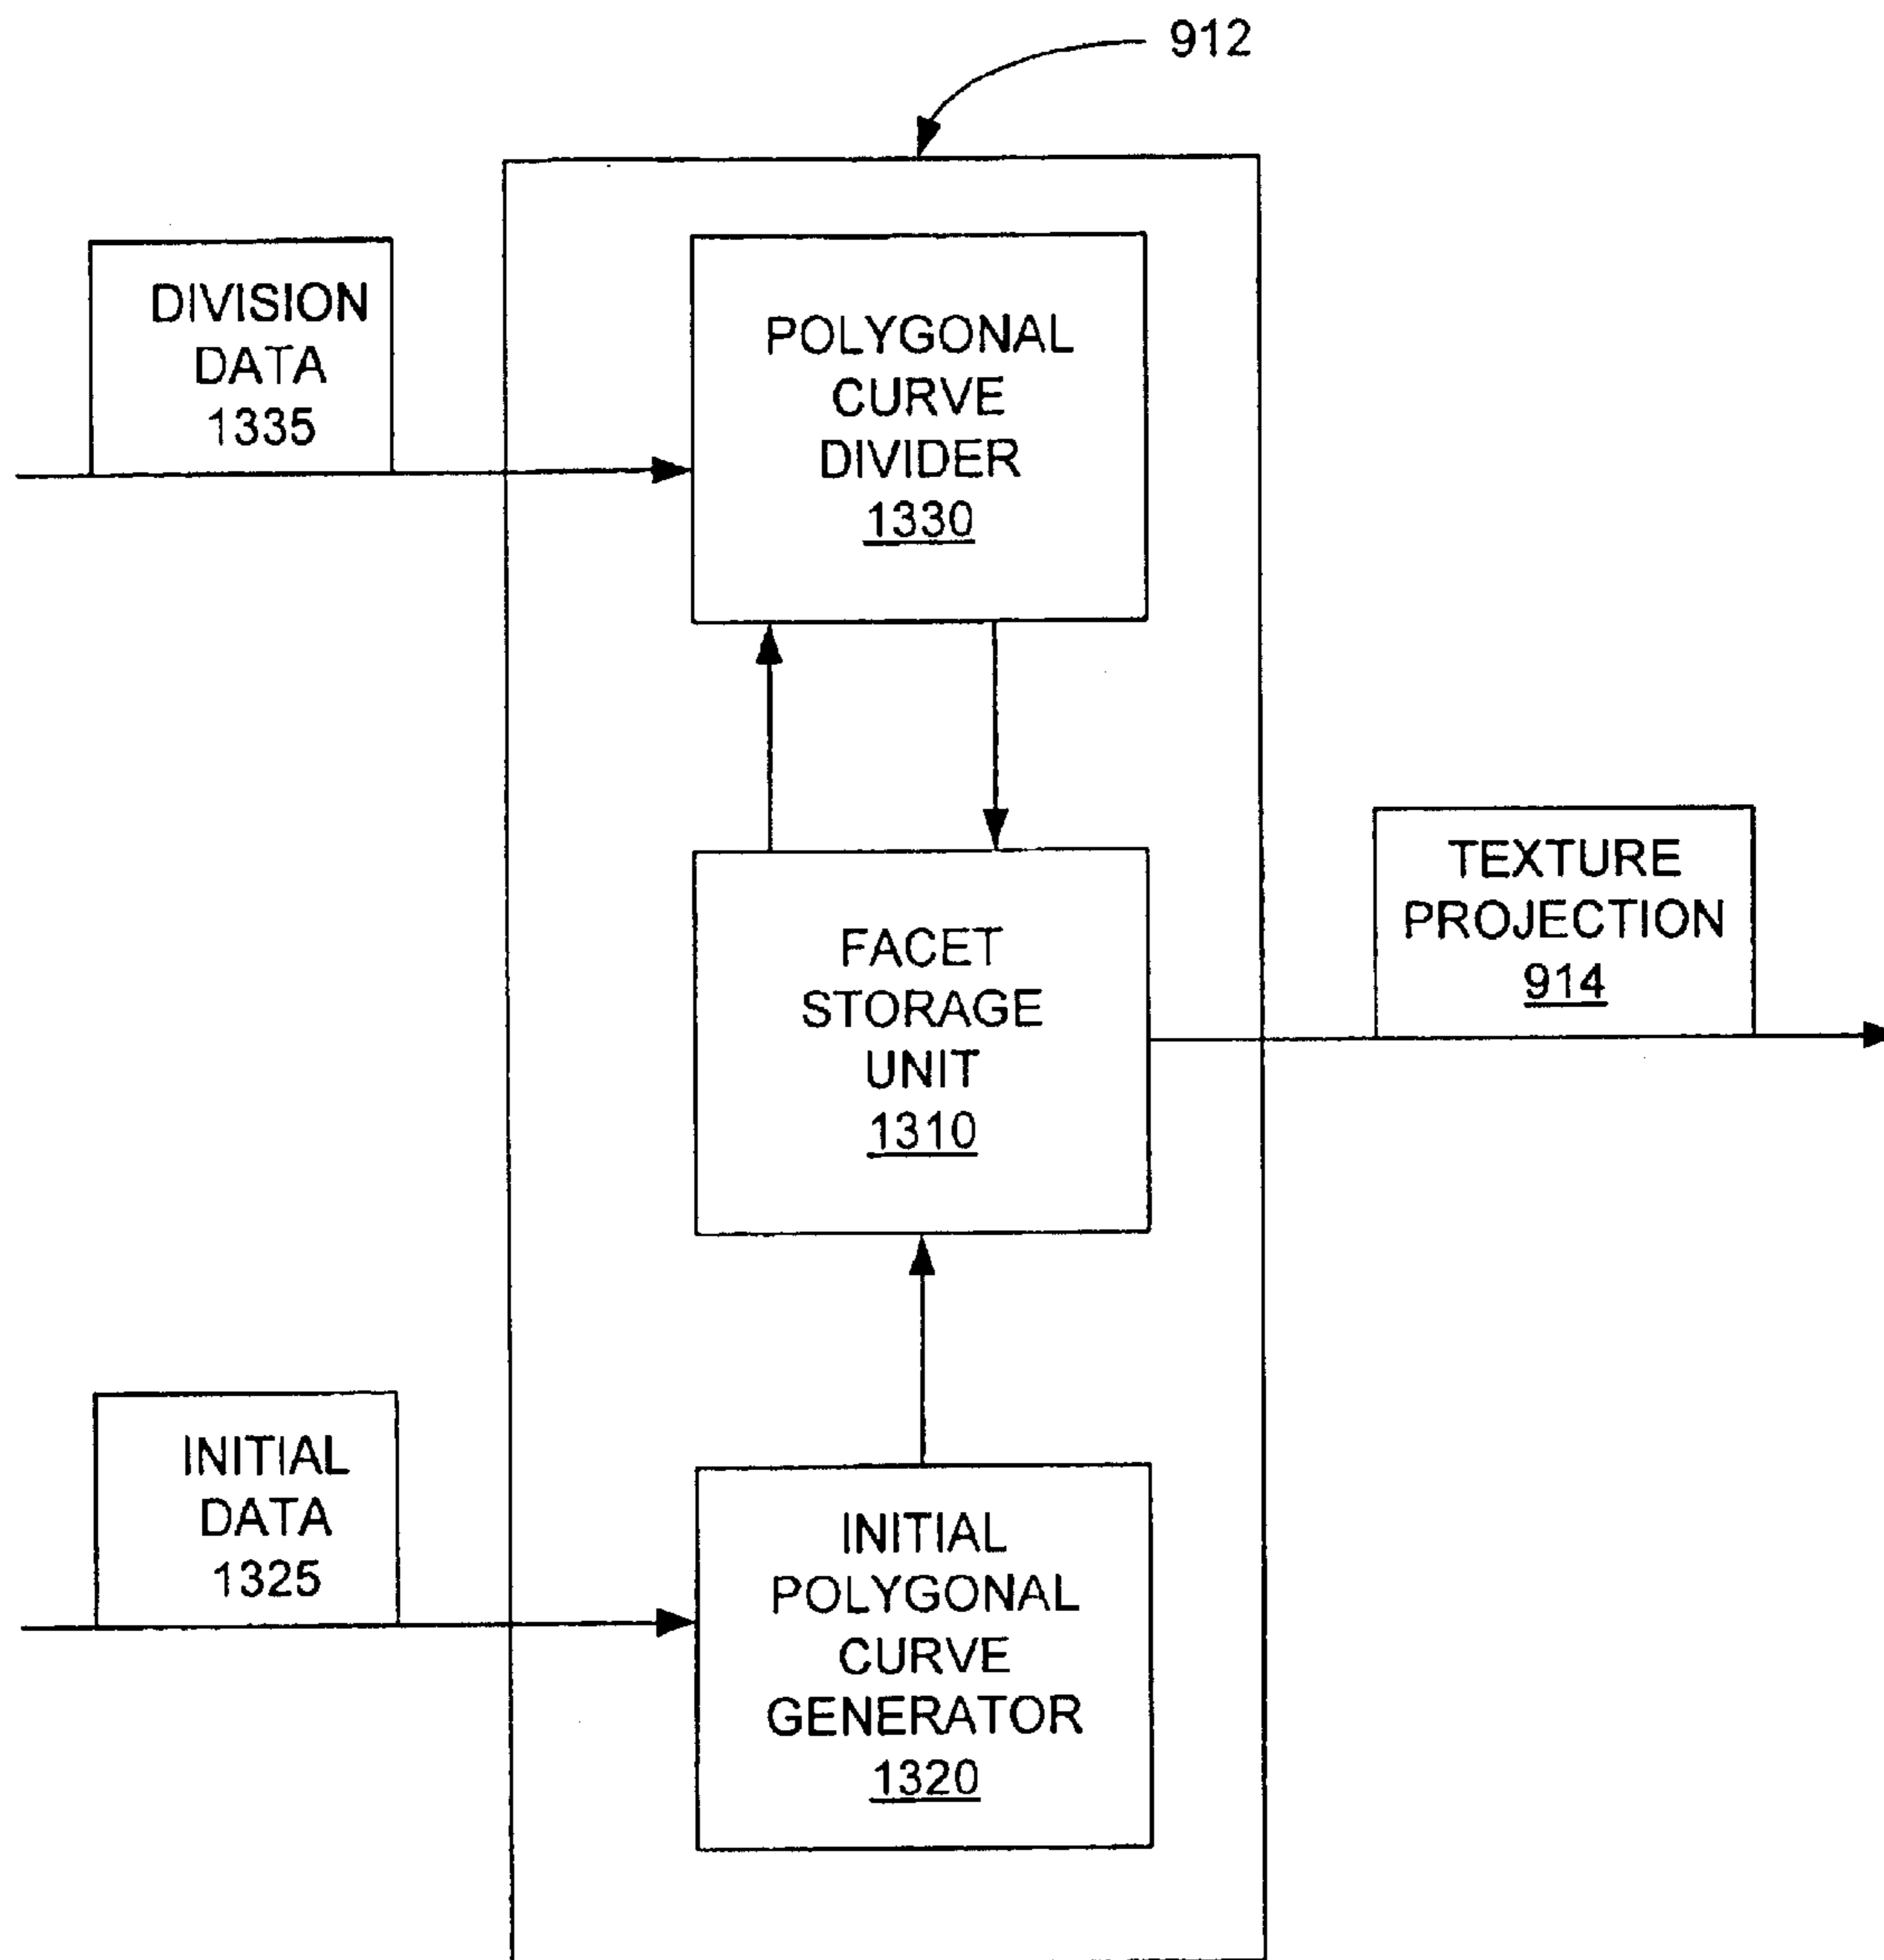 912
DIVISION
DATA
1335
POLYGONAL
CURVE
DIVIDER
1330
TEXTURE
PROJECTION
914
FACET
STORAGE
UNIT
1310
INITIAL
DATA
1325
INITIAL
POLYGONAL
CURVE
GENERATOR
1320